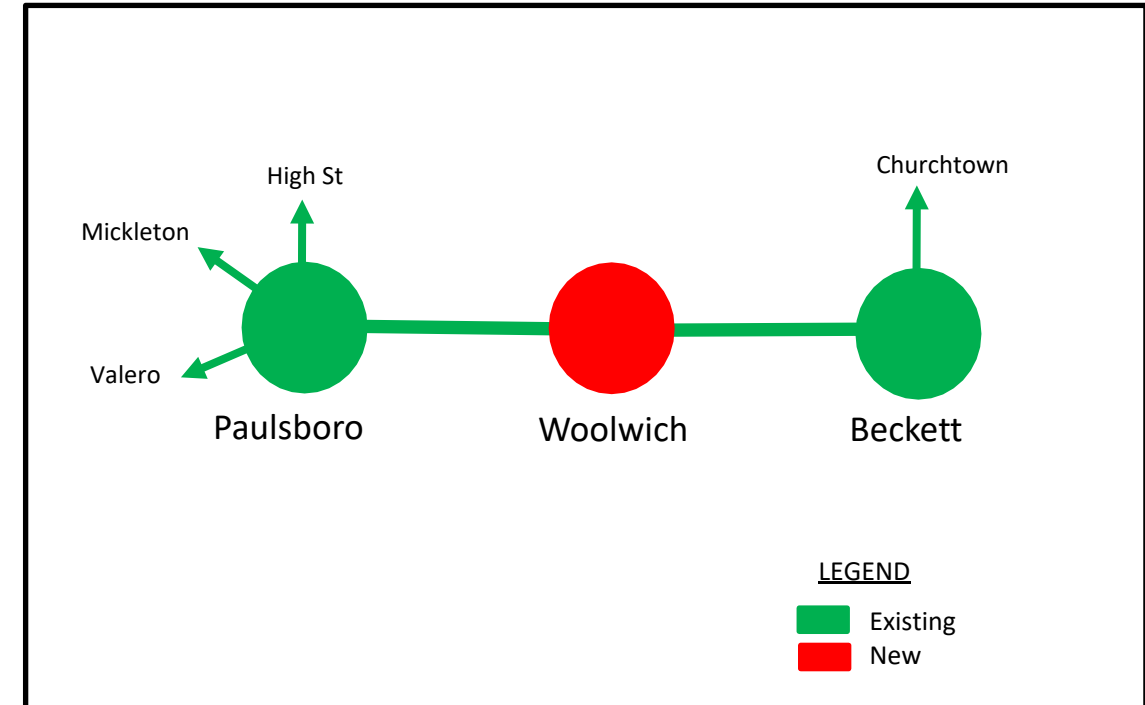 High St
Churchtown
Mickleton
Valero
Paulsboro
Woolwich
Beckett
LEGEND
Existing
New